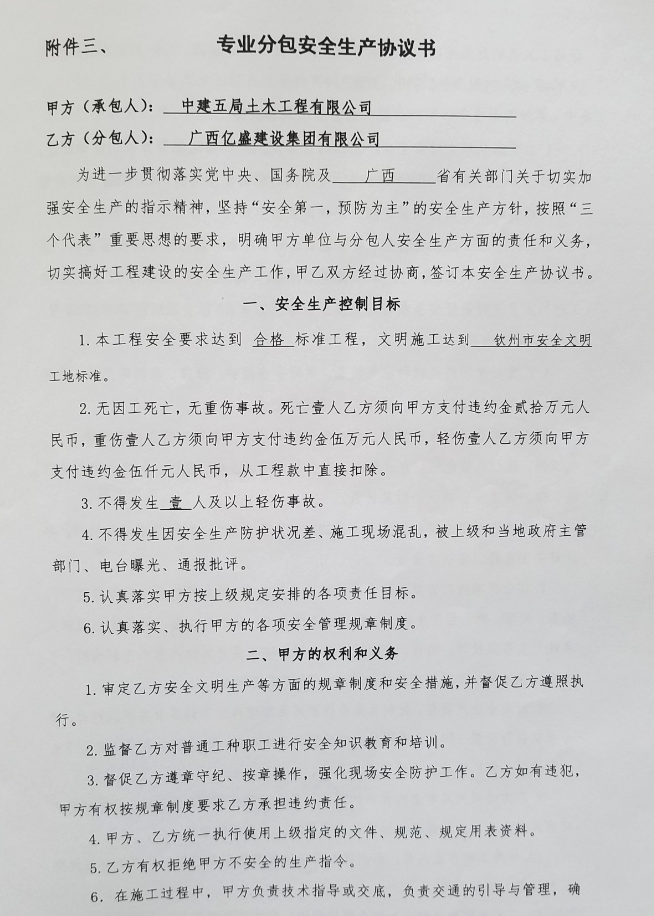 附件三、 专业分包安全生产协议书
甲方（承包人）： 中建五局土木工程有限公司
乙方（分包人）： 广西亿盛建设集团有限公司
为进一步贯彻落实党中央、国务院及 广西 省有关部门关于切实加
强安全生产的指示精神，坚持“安全第一，预防为主”的安全生产方针，按照“三
个代表”重要思想的要求，明确甲方单位与分包人安全生产方面的责任和义务，
切实搞好工程建设的安全生产工作，甲乙双方经过协商，签订本安全生产协议书。
一、安全生产控制目标
1.本工程安全要求达到 合格 标准工程，文明施工达到 钦州市安全文明
工地标准。
2.无因工死亡，无重伤事故。死亡壹人乙方须向甲方支付违约金贰拾万元人
民币，重伤壹人乙方须向甲方支付违约金伍万元人民币，轻伤壹人乙方须向甲方
支付违约金伍仟元人民币，从工程款中直接扣除。
3.不得发生 壹 人及以上轻伤事故。
4.不得发生因安全生产防护状况差、施工现场混乱，被上级和当地政府主管
部门、电台曝光、通报批评。
5.认真落实甲方按上级规定安排的各项责任目标。
6.认真落实、执行甲方的各项安全管理规章制度。
二、甲方的权利和义务
1.审定乙方安全文明生产等方面的规章制度和安全措施，并督促乙方遵照执
行。
2.监督乙方对普通工种职工进行安全知识教育和培训。
3.督促乙方遵章守纪、按章操作，强化现场安全防护工作。乙方如有违犯，
甲方有权按规章制度要求乙方承担违约责任。
4.甲方、乙方统一执行使用上级指定的文件、规范、规定用表资料。
5.乙方有权拒绝甲方不安全的生产指令。
6．在施工过程中，甲方负责技术指导或交底，负责交通的引导与管理，确